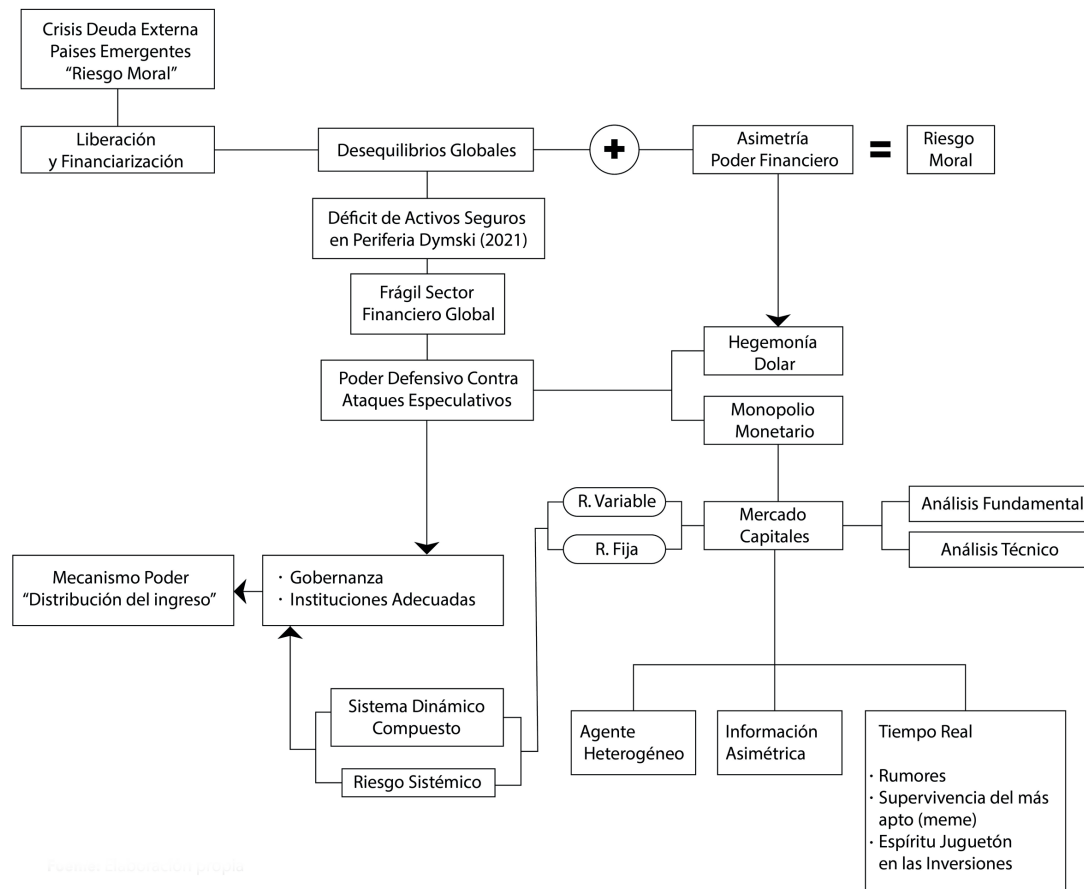 Crisis Deuda Externa
Paises Emergentes
“Riesgo Moral”
Liberación
y Financiarización
Desequilibrios Globales
+
Asimetría
Poder Financiero
=
Riesgo
Moral
Déficit de Activos Seguros
en Periferia Dymski (2021)
Frágil Sector
Financiero Global
Hegemonía
Dolar
Poder Defensivo Contra
Ataques Especulativos
Monopolio
Monetario
R. Variable
R. Fija
Mercado
Capitales
Análisis Fundamental
Análisis Técnico
Mecanismo Poder
“Distribución del ingreso”
· Gobernanza
· Instituciones Adecuadas
Sistema Dinámico
Compuesto
Riesgo Sistémico
Agente
Heterogéneo
Información
Asimétrica
Tiempo Real
· Rumores
· Supervivencia del más
apto (meme)
· Espíritu Juguetón
en las Inversiones